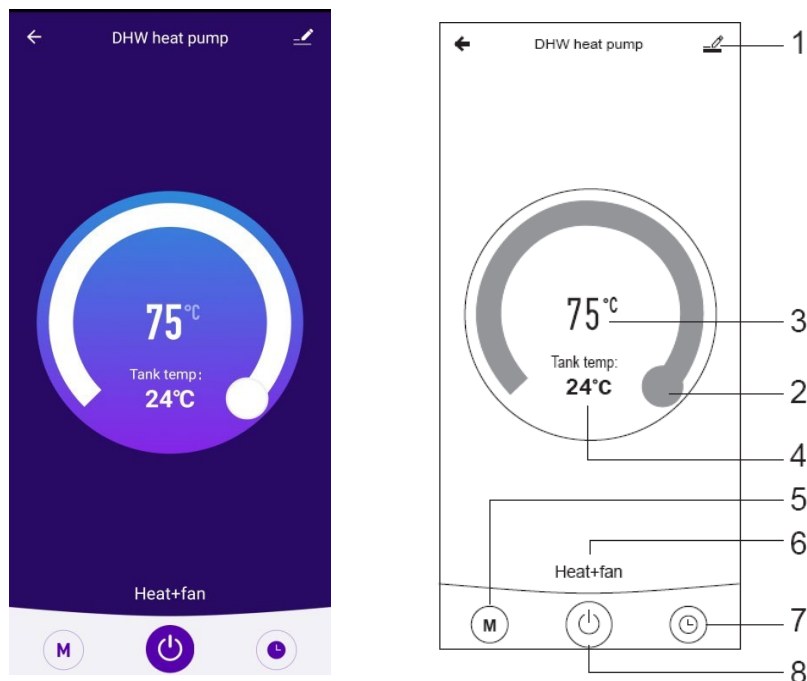 DHW heat pump
75°C
Tank temp:
24°C
Heat+fan
M
DHW heat pump
1
75°C
3
Tank temp:
2
24°C
4
5
6
Heat+fan
M
7
8